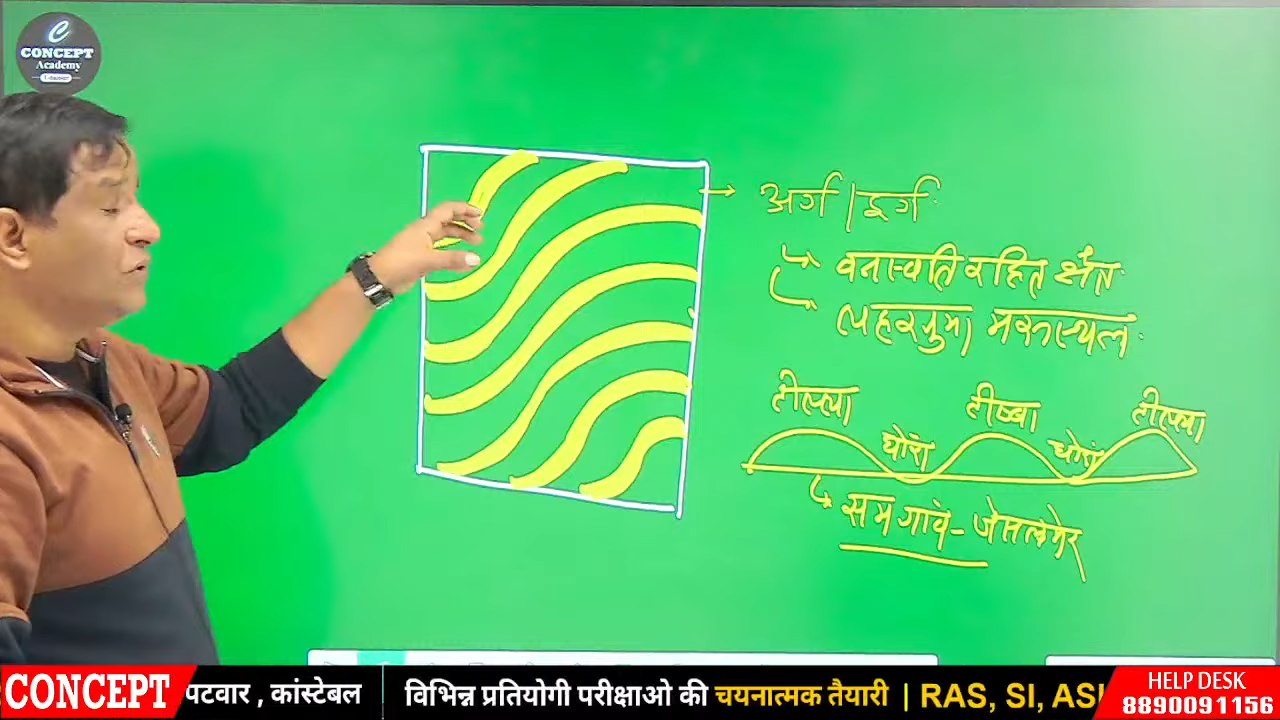 CONCEPT
Academy
अर्ग / इर्ग
वनस्पति रहित क्षैत्र
(लहरनुमा) मरूस्थल
टीब्बा टीब्बा टीब्बा
धोरां धोरां
सम गांव - जैसलमेर
CONCEPT पटवार , कांस्टेबल विभिन्न प्रतियोगी परीक्षाओ की चयनात्मक तैयारी | RAS, SI, ASI
HELP DESK
8890091156